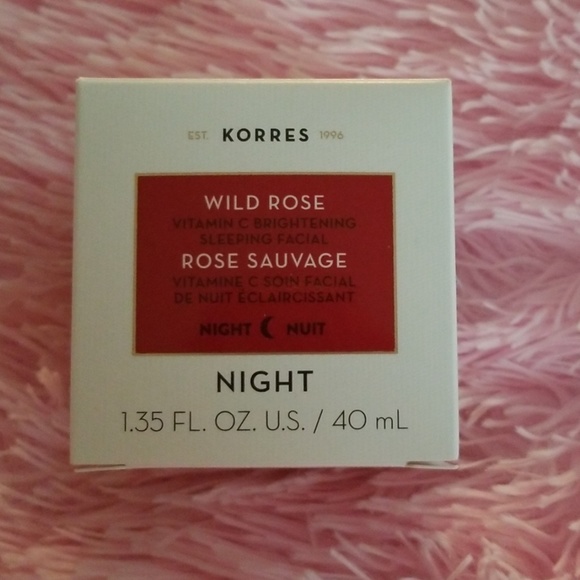 EST. KORRES 1996
WILD ROSE
VITAMIN C BRIGHTENING
SLEEPING FACIAL
ROSE SAUVAGE
VITAMINE C SOIN FACIAL
DE NUIT ÉCLAIRCISSANT
NIGHT NUIT
NIGHT
1.35 FL. OZ. U.S. / 40 mL